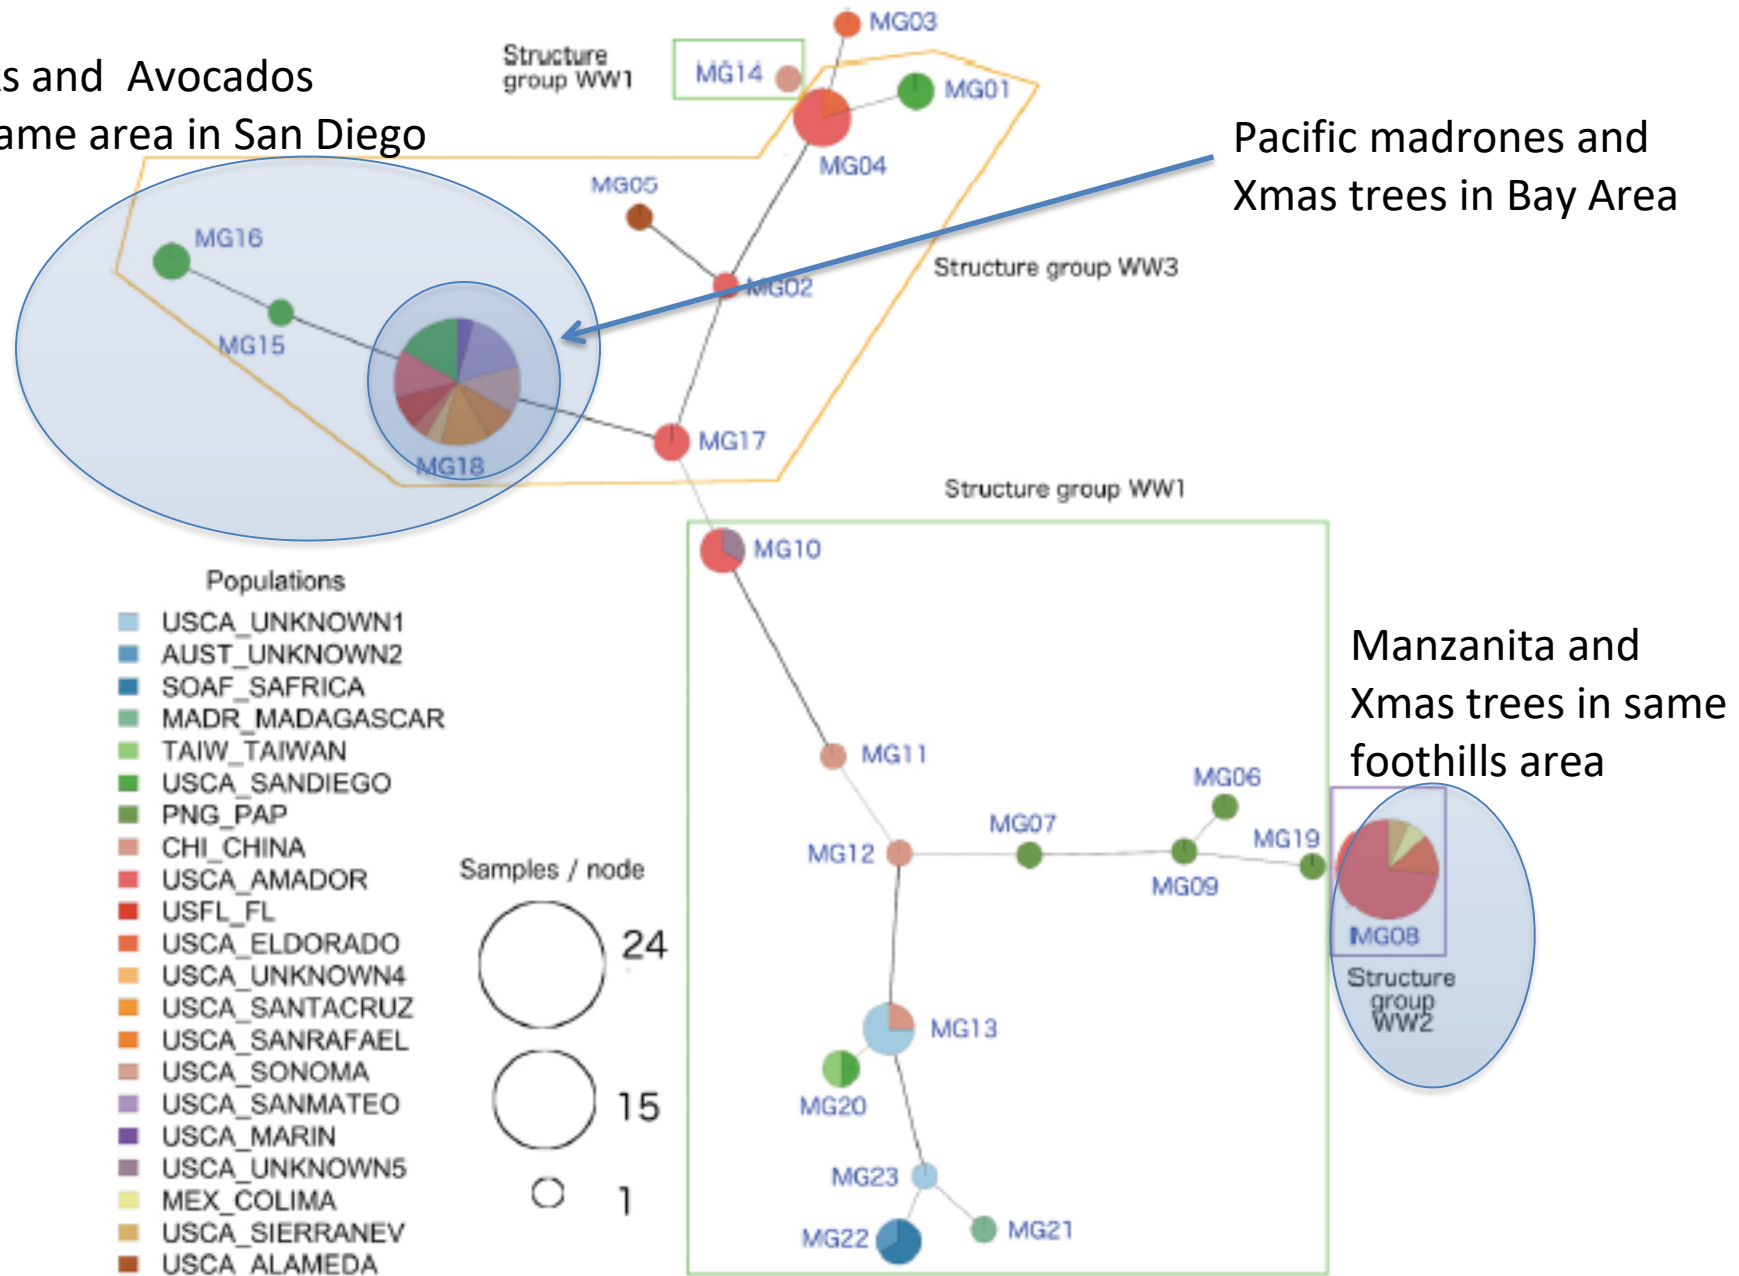 and Avocados
area in San Diego
Structure
group WW1
MG03
MG14
MG01
MG04
Pacific madrones and
Xmas trees in Bay Area
MG05
MG16
MG02
Structure group WW3
MG15
MG18
MG17
Structure group WW1
MG10
Populations
USCA_UNKNOWN1
AUST_UNKNOWN2
SOAF_SAFRICA
MADR_MADAGASCAR
TAIW_TAIWAN
USCA_SANDIEGO
PNG_PAP
CHI_CHINA
USCA_AMADOR
USFL_FL
USCA_ELDORADO
USCA_UNKNOWN4
USCA_SANTACRUZ
USCA_SANRAFAEL
USCA_SONOMA
USCA_SANMATEO
USCA_MARIN
USCA_UNKNOWN5
MEX_COLIMA
USCA_SIERRANEV
USCA_ALAMEDA
Samples / node
24
15
1
Manzanita and
Xmas trees in same
foothills area
MG11
MG12
MG07
MG06
MG09
MG19
MG08
Structure
group
WW2
MG13
MG20
MG23
MG22
MG21